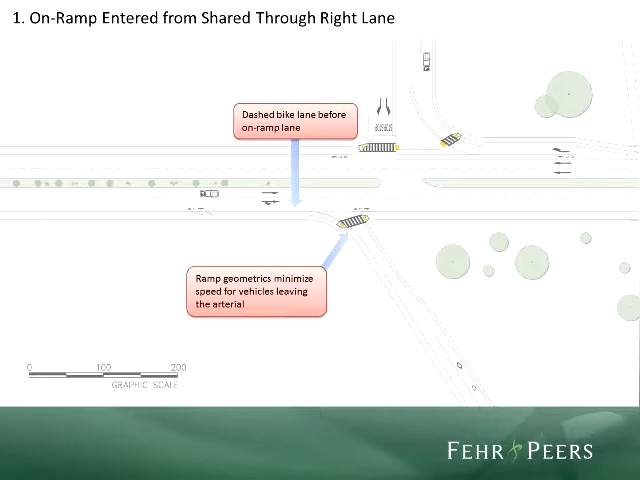 1. On-Ramp Entered from Shared Through Right Lane
Dashed bike lane before
on-ramp lane
Ramp geometrics minimize
speed for vehicles leaving
the arterial
0 100 200
GRAPHIC SCALE
FEHR PEERS